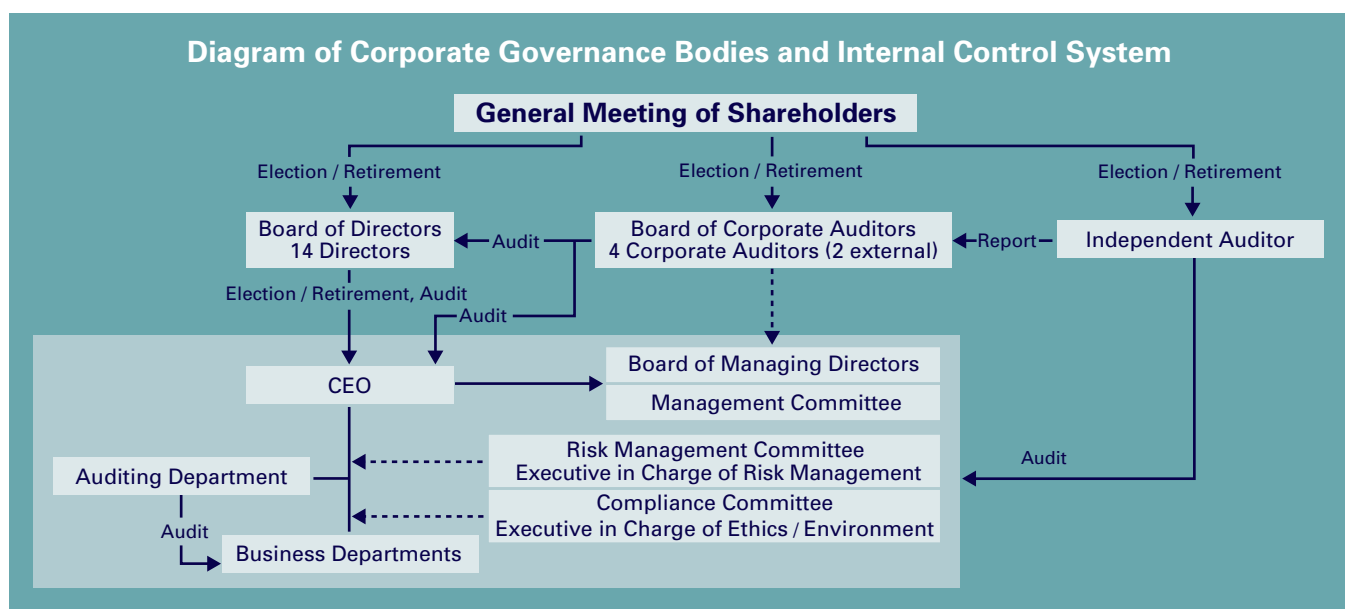 Diagram of Corporate Governance Bodies and Internal Control System
General Meeting of Shareholders
Election / Retirement
Election / Retirement
Election / Retirement
Board of Directors
14 Directors
Audit
Board of Corporate Auditors
4 Corporate Auditors (2 external)
Report
Independent Auditor
Election / Retirement, Audit
Audit
CEO
Board of Managing Directors
Management Committee
Risk Management Committee
Executive in Charge of Risk Management
Audit
Auditing Department
Compliance Committee
Executive in Charge of Ethics / Environment
Audit
Business Departments